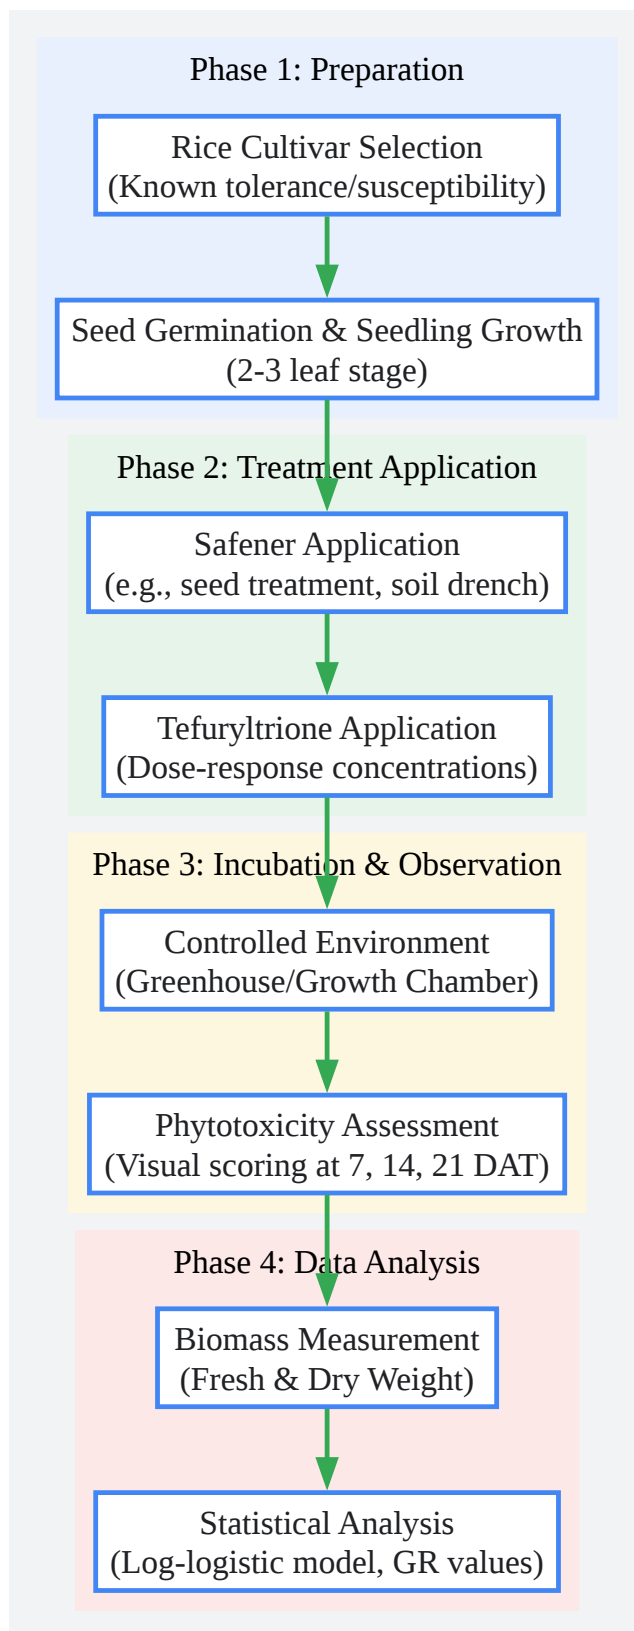 Phase 1: Preparation
Rice Cultivar Selection
(Known tolerance/susceptibility)
Seed Germination & Seedling Growth
(2-3 leaf stage)
Phase 2: Treatment Application
Safener Application
(e.g., seed treatment, soil drench)
Tefuryltrione Application
(Dose-response concentrations)
Phase 3: Incubation & Observation
Controlled Environment
(Greenhouse/Growth Chamber)
Phytotoxicity Assessment
(Visual scoring at 7, 14, 21 DAT)
Phase 4: Data Analysis
Biomass Measurement
(Fresh & Dry Weight)
Statistical Analysis
(Log-logistic model, GR values)